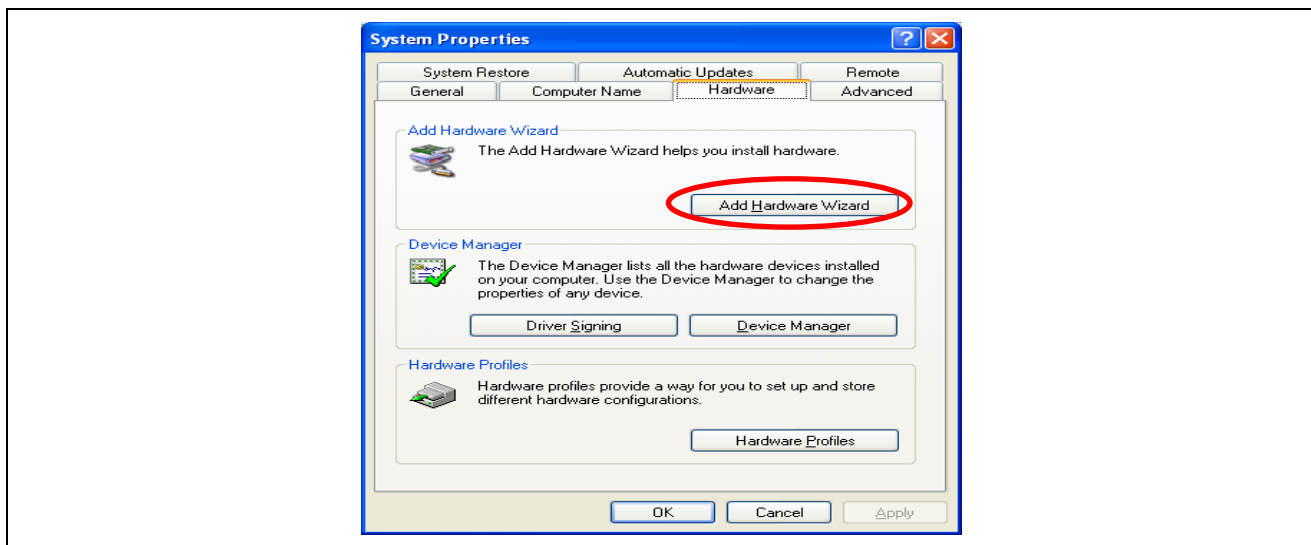 System Properties
System Restore Automatic Updates Remote
General Computer Name Hardware Advanced
Add Hardware Wizard
The Add Hardware Wizard helps you install hardware.
Add Hardware Wizard
Device Manager
The Device Manager lists all the hardware devices installed
on your computer. Use the Device Manager to change the
properties of any device.
Driver Signing Device Manager
Hardware Profiles
Hardware profiles provide a way for you to set up and store
different hardware configurations.
Hardware Profiles
OK Cancel Apply